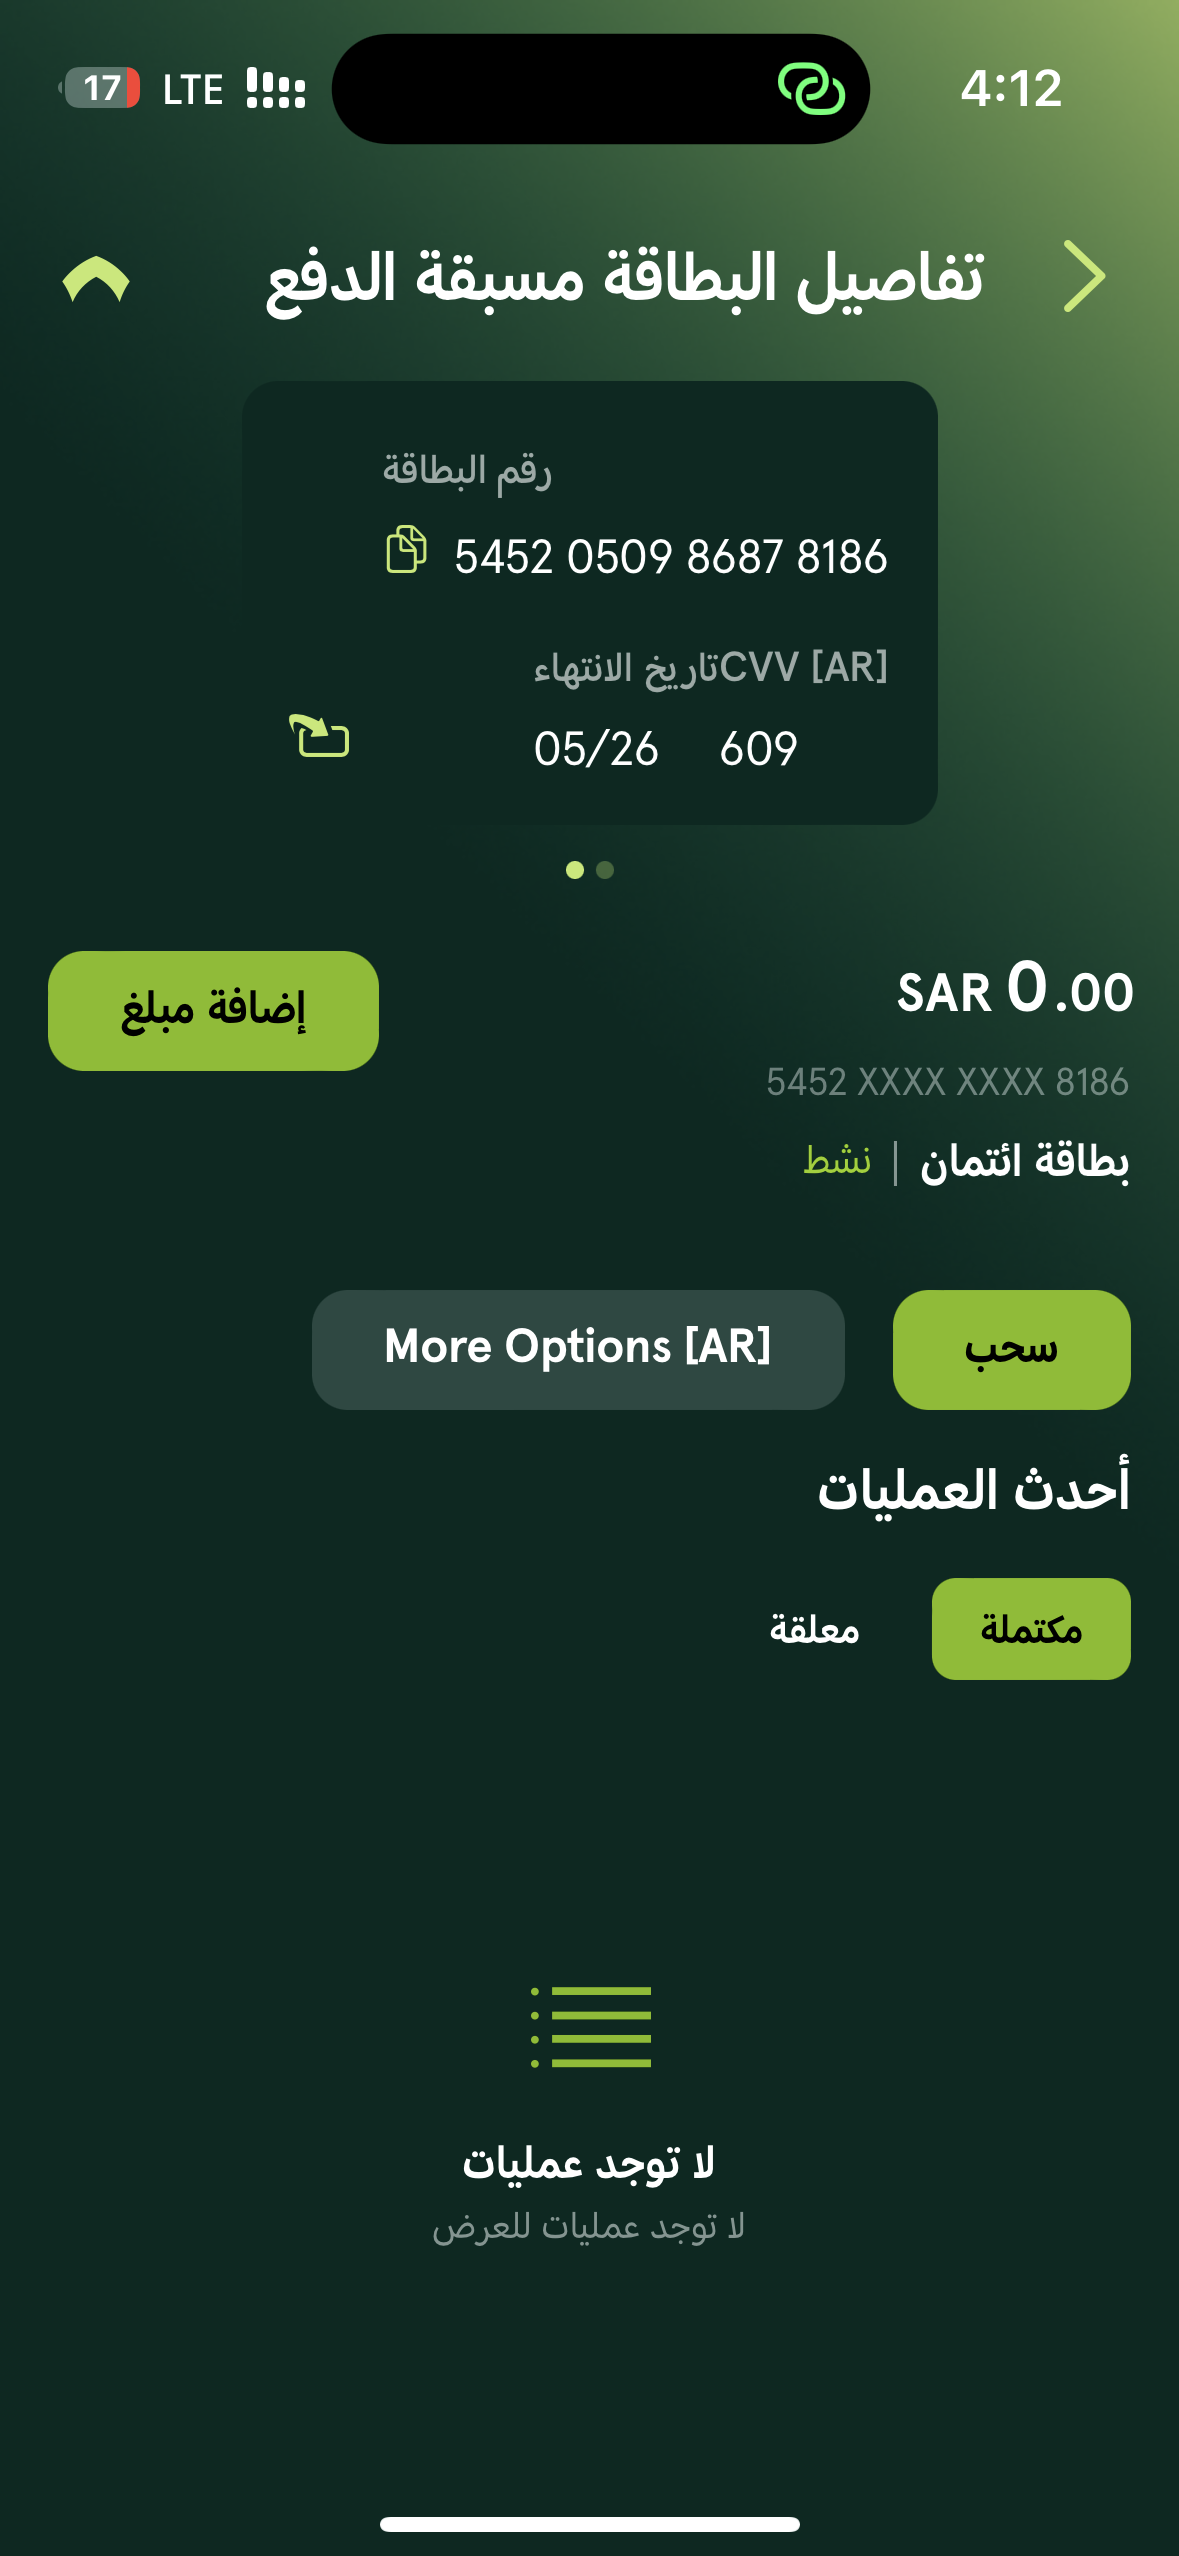 4:12
LTE 17
تفاصيل البطاقة مسبقة الدفع
رقم البطاقة
5452 0509 8687 8186
CVV [AR] تاريخ الانتهاء
609 05/26
SAR 0.00
إضافة مبلغ
5452 XXXX XXXX 8186
بطاقة ائتمان | نشط
سحب
More Options [AR]
أحدث العمليات
مكتملة
معلقة
لا توجد عمليات
لا توجد عمليات للعرض